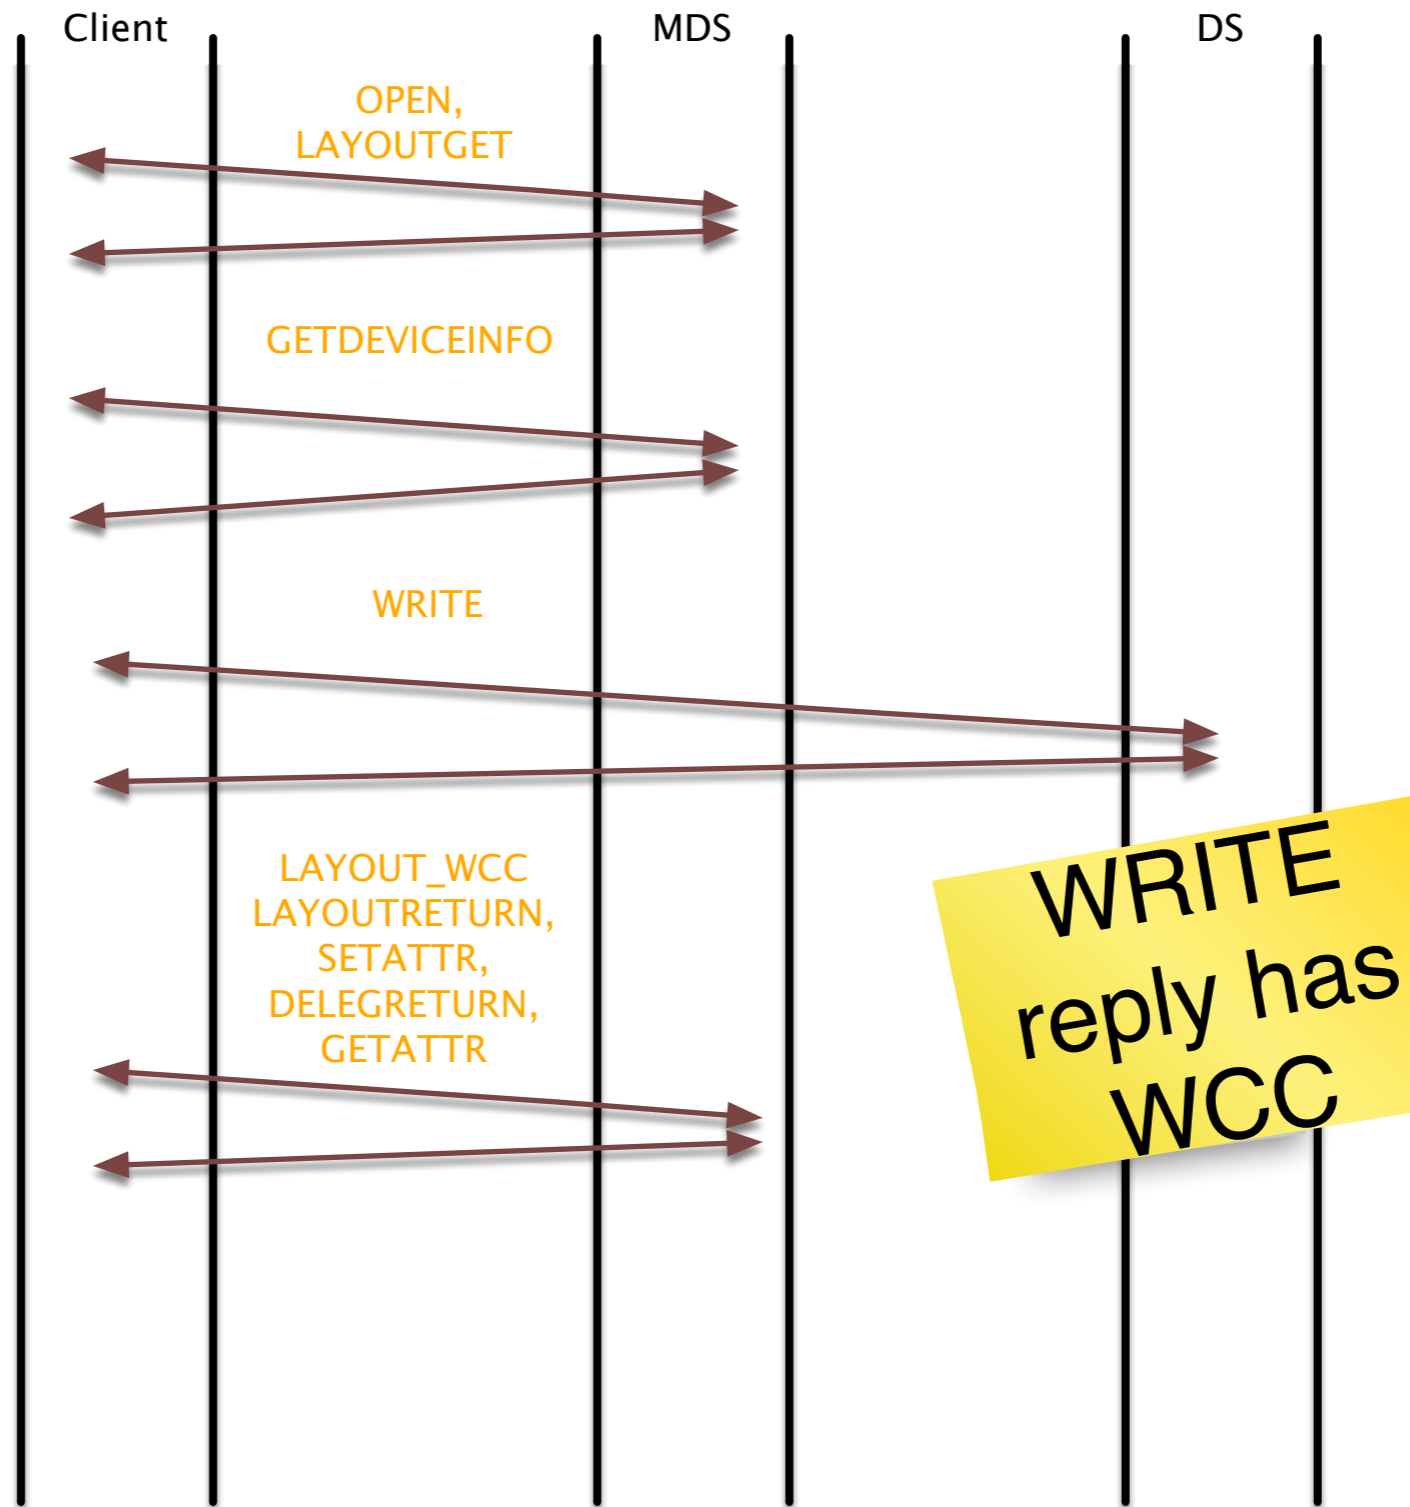 Client
MDS
DS
OPEN,
LAYOUTGET
GETDEVICEINFO
WRITE
LAYOUT_WCC
LAYOUTRETURN,
SETATTR,
DELEGRETURN,
GETATTR
WRITE
reply has
WCC